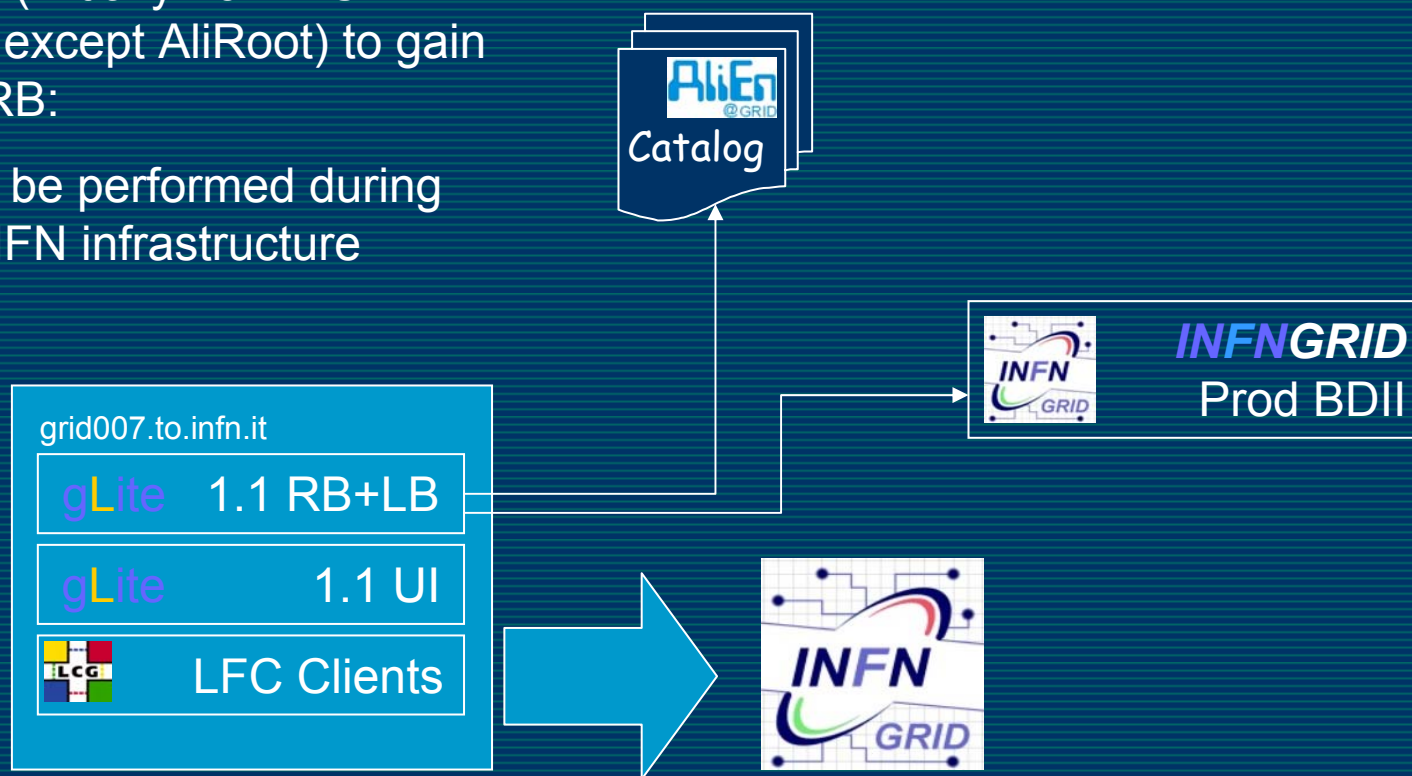 except AliRoot) to gain
RB:
be performed during
FN infrastructure
AliEn
@GRID
Catalog
INFN
GRID
INFNGRID
Prod BDII
grid007.to.infn.it
gLite 1.1 RB+LB
gLite 1.1 UI
LCG
LFC Clients
INFN
GRID